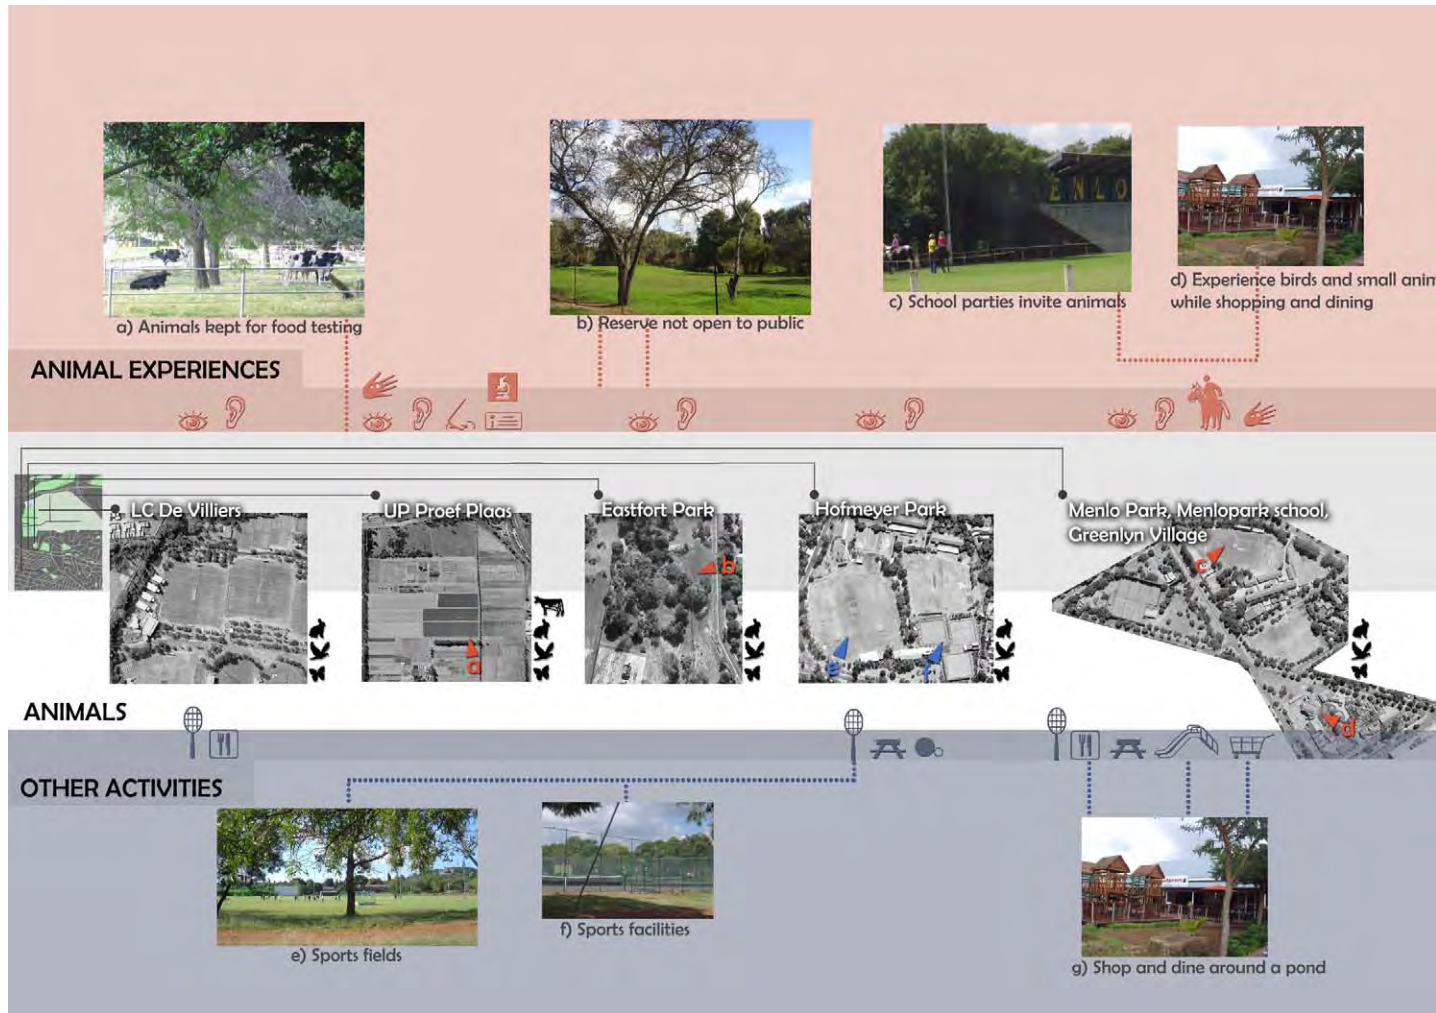 ENLO
a) Animals kept for food testing
b) Reserve not open to public
c) School parties invite animals
d) Experience birds and small anim
while shopping and dining
ANIMAL EXPERIENCES
LC De Villiers
UP Proef Plaas
Eastfort Park
Hofmeyer Park
Menlo Park, Menlopark school,
Greenlyn Village
a
b
e
f
c
d
ANIMALS
OTHER ACTIVITIES
e) Sports fields
f) Sports facilities
g) Shop and dine around a pond